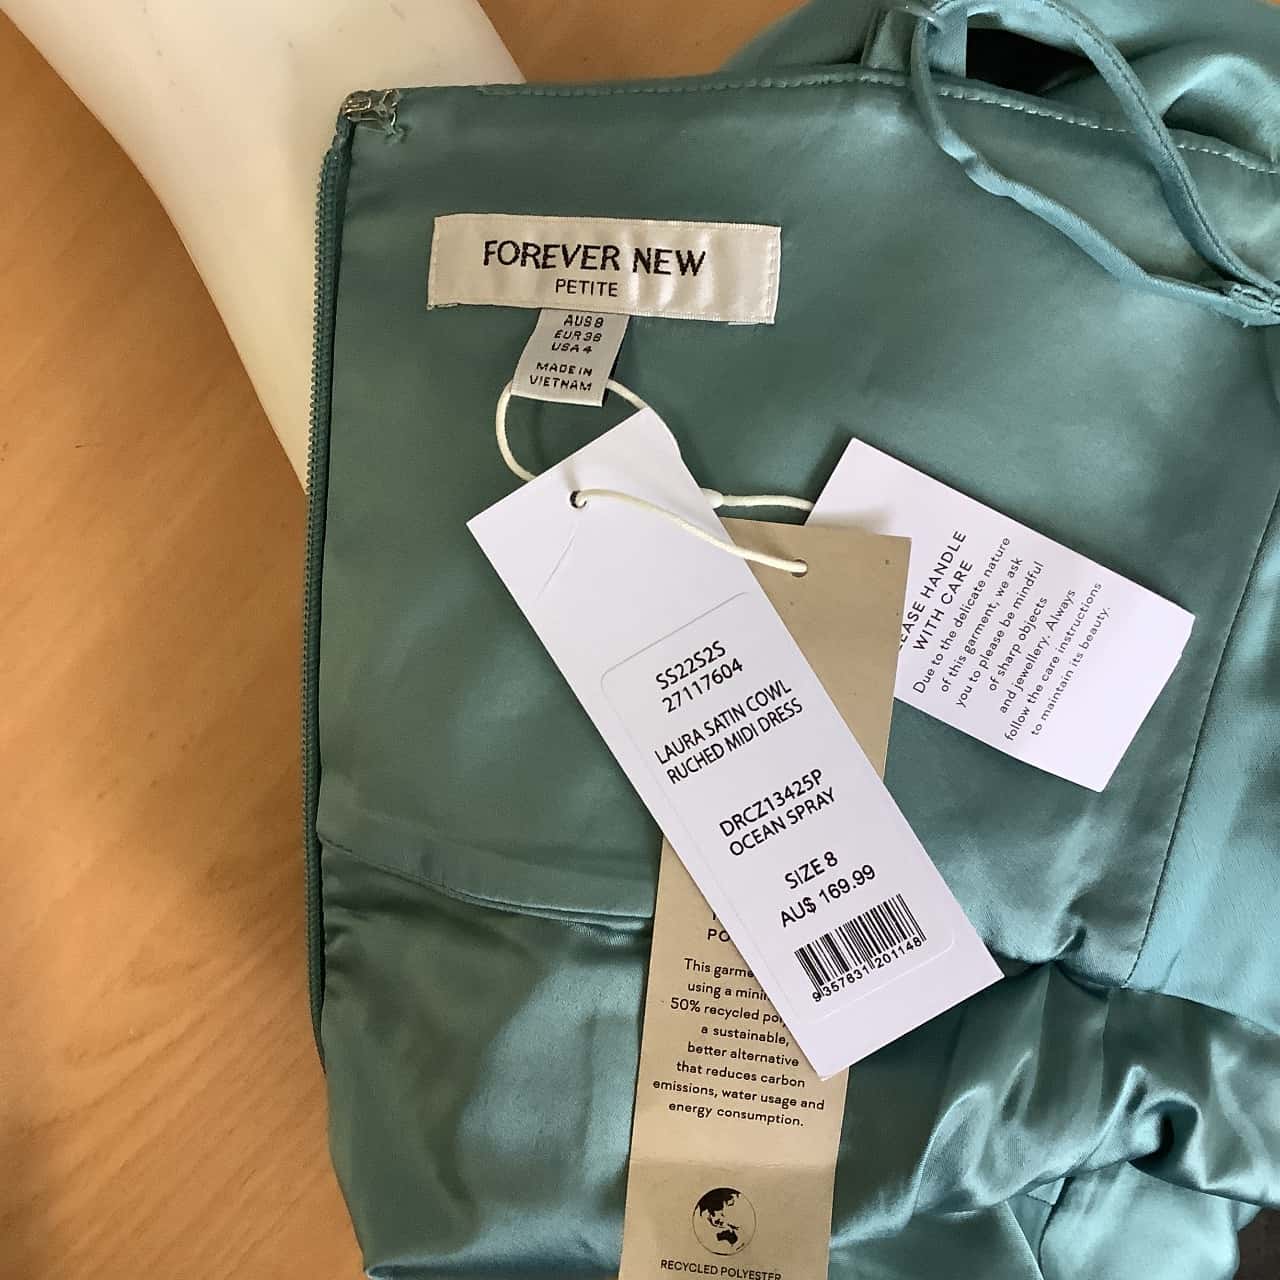 FOREVER NEW
PETITE
AUS 8
EUR 36
USA 4
MADE IN
VIETNAM
WITH CARE
Due to the delicate nature
of this garment, we ask
you to please be mindful
of sharp objects
and jewellery. Always
follow the care instructions
to maintain its beauty.
SS22S2S
27117604
LAURA SATIN COWL
RUCHED MIDI DRESS
DRCZ13425P
OCEAN SPRAY
SIZE 8
AU$ 169.99
9 357831 201148
This
using a
50% recycled
a sustainable,
better alternative
that reduces carbon
emissions, water usage and
energy consumption.
RECYCLED POLYESTER